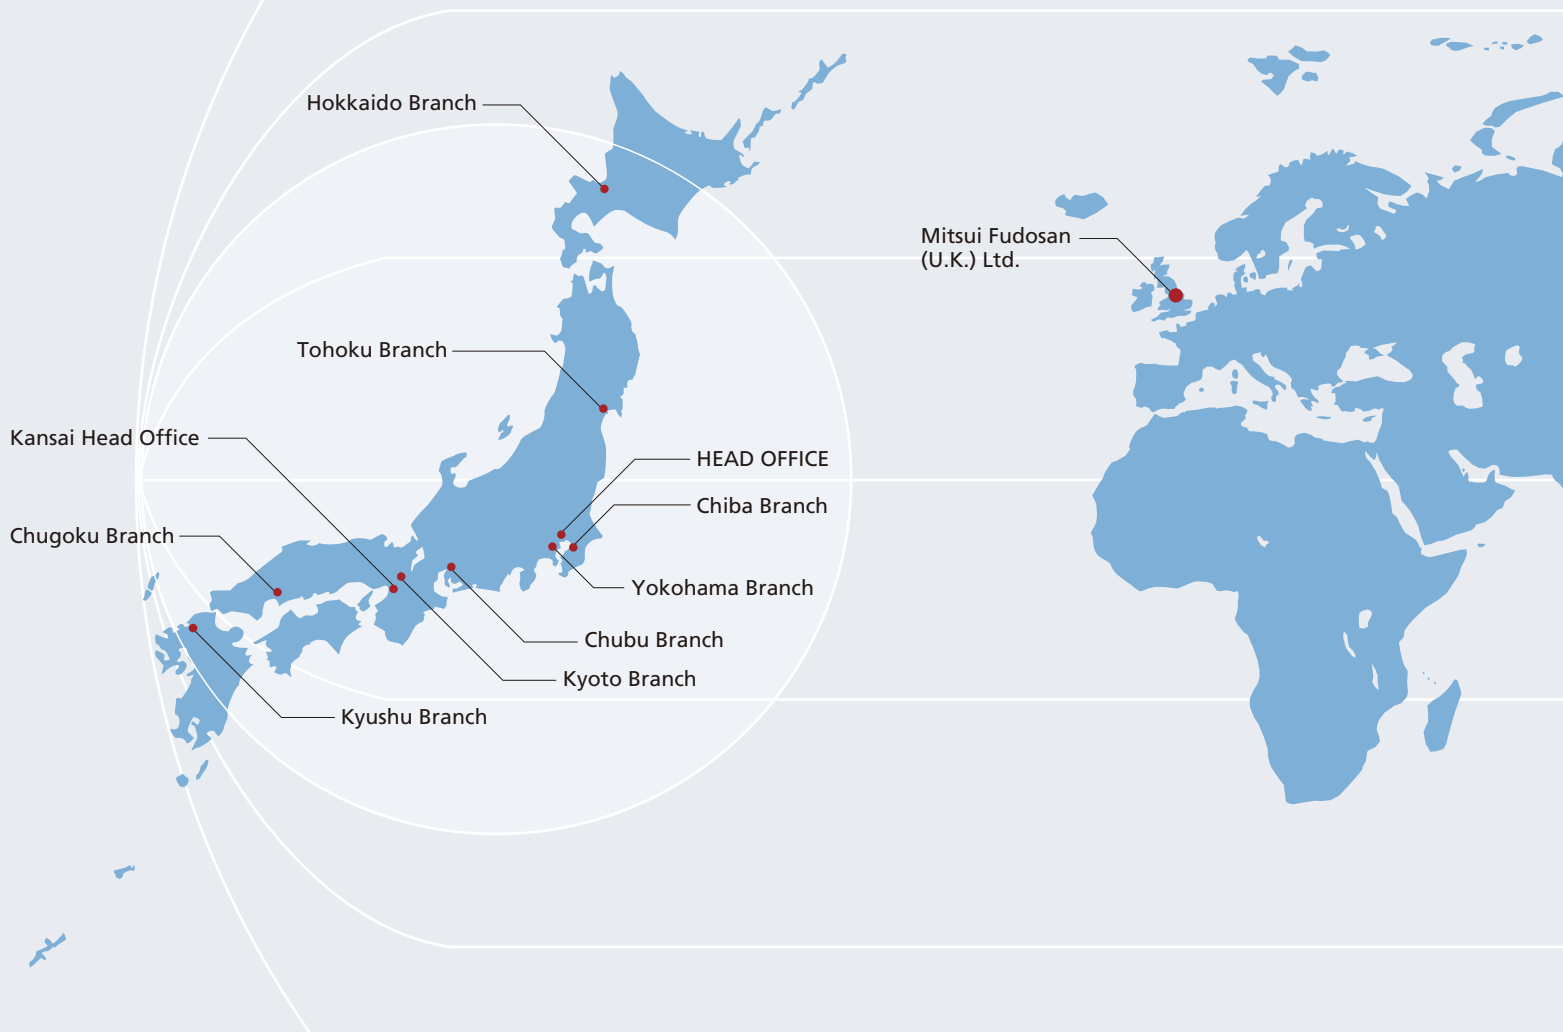 Hokkaido Branch
Mitsui Fudosan
(U.K.) Ltd.
Tohoku Branch
Kansai Head Office
HEAD OFFICE
Chiba Branch
Chugoku Branch
Yokohama Branch
Chubu Branch
Kyoto Branch
Kyushu Branch